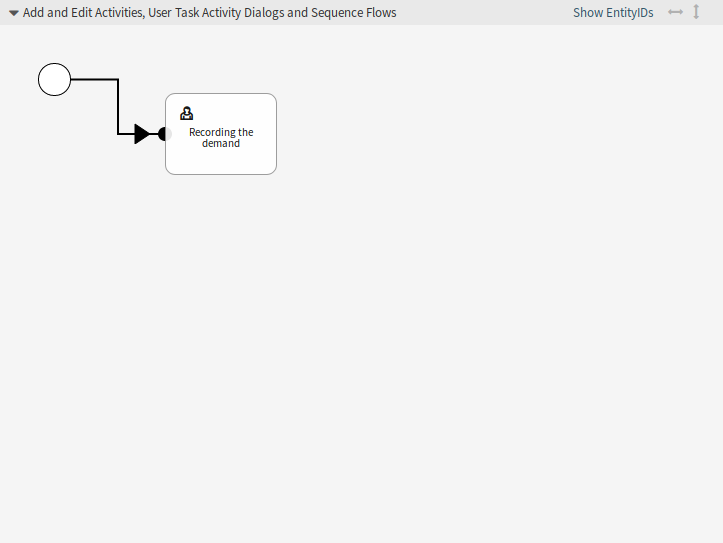 Add and Edit Activities, User Task Activity Dialogs and Sequence Flows
Show EntityIDs
Recording the
demand